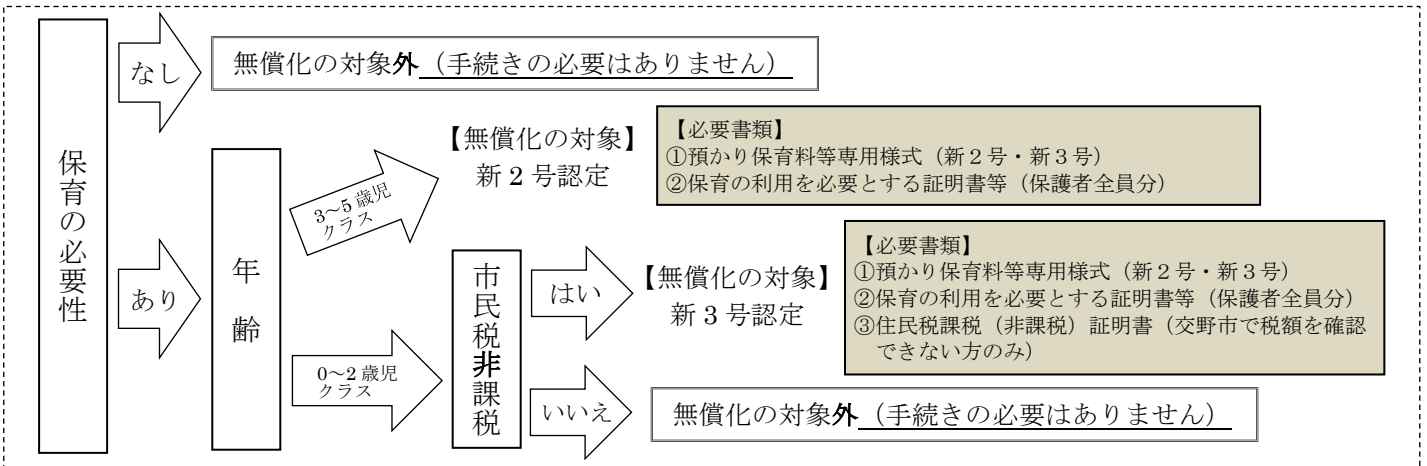 保育の必要性
なし
無償化の対象外（手続きの必要はありません）
あり
年齢
3～5歳児
クラス
【無償化の対象】
新２号認定
【必要書類】
①預かり保育料等専用様式（新２号・新３号）
②保育の利用を必要とする証明書等（保護者全員分）
0～2歳児
クラス
市民税非課税
はい
【無償化の対象】
新３号認定
【必要書類】
①預かり保育料等専用様式（新２号・新３号）
②保育の利用を必要とする証明書等（保護者全員分）
③住民税課税（非課税）証明書（交野市で税額を確認
できない方のみ）
いいえ
無償化の対象外（手続きの必要はありません）